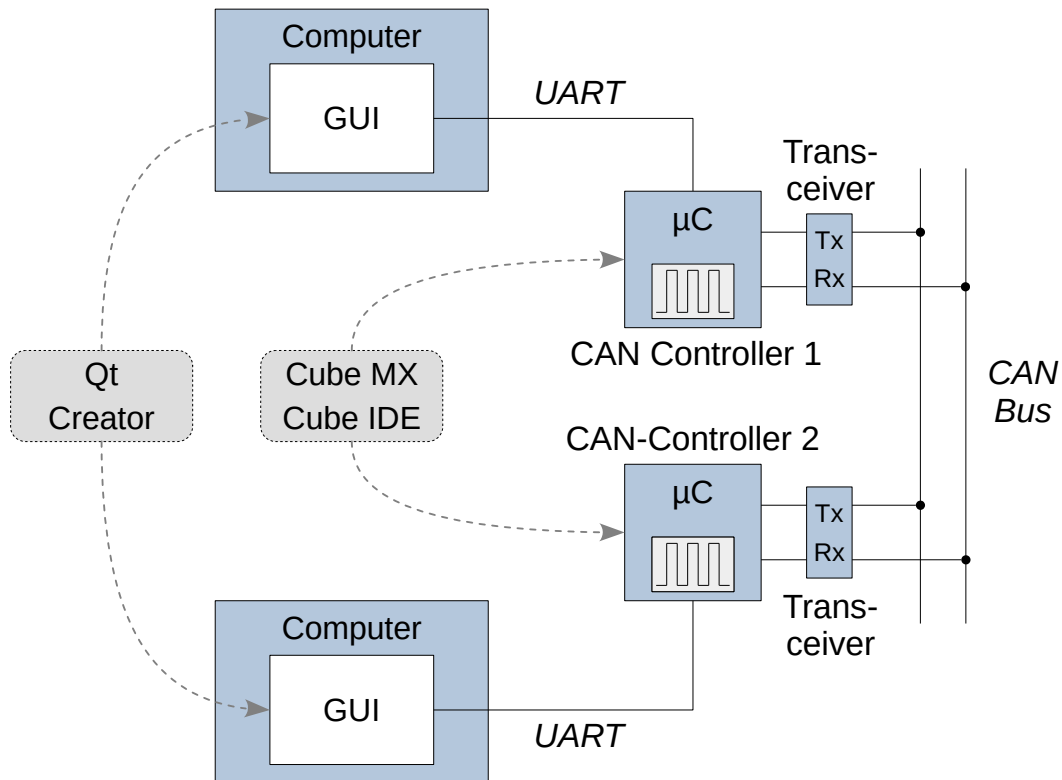 Computer
GUI
UART
Trans-
ceiver
µC
Tx
Rx
CAN Controller 1
Qt
Creator
Cube MX
Cube IDE
CAN
Bus
CAN-Controller 2
µC
Tx
Rx
Trans-
ceiver
Computer
GUI
UART